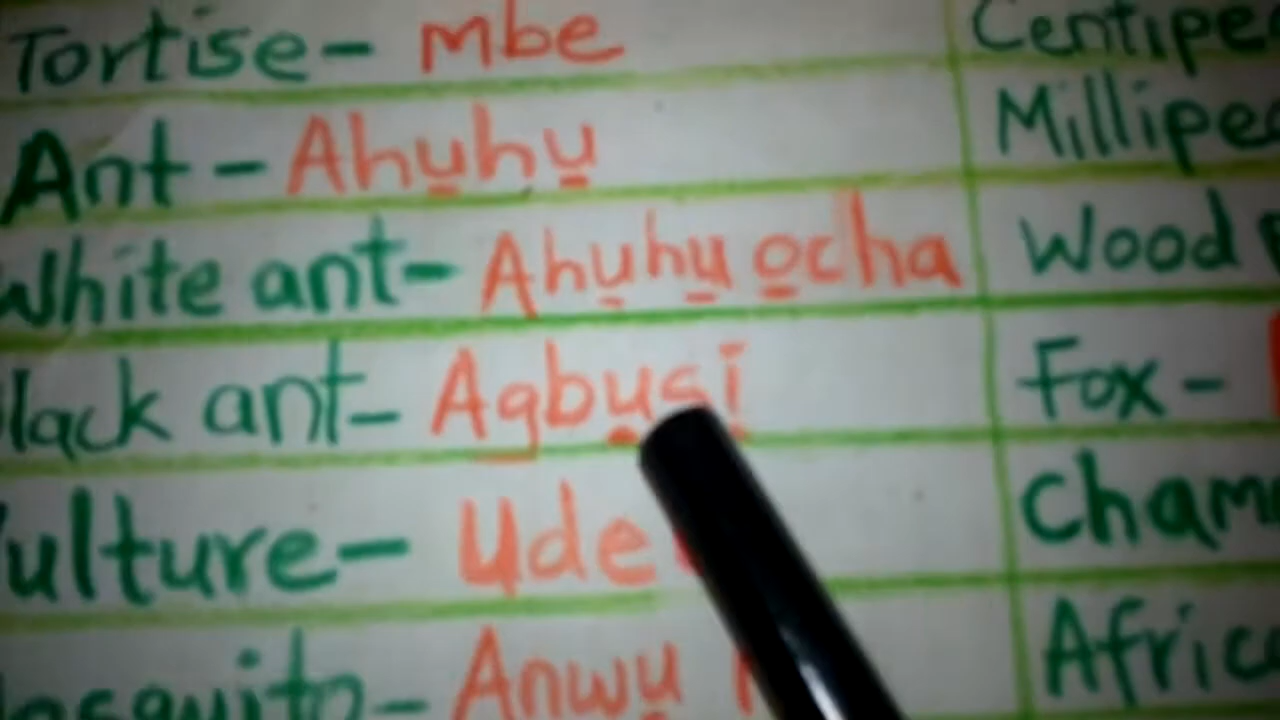 Tortise- mbe
Ant - Ahụhụ
White ant- Ahụhụ ọcha
lack ant- Agbụsị
ulture- Ude
osquito- Anwụ
Centipe
Millipe
Wood
Fox -
Cham
Afric